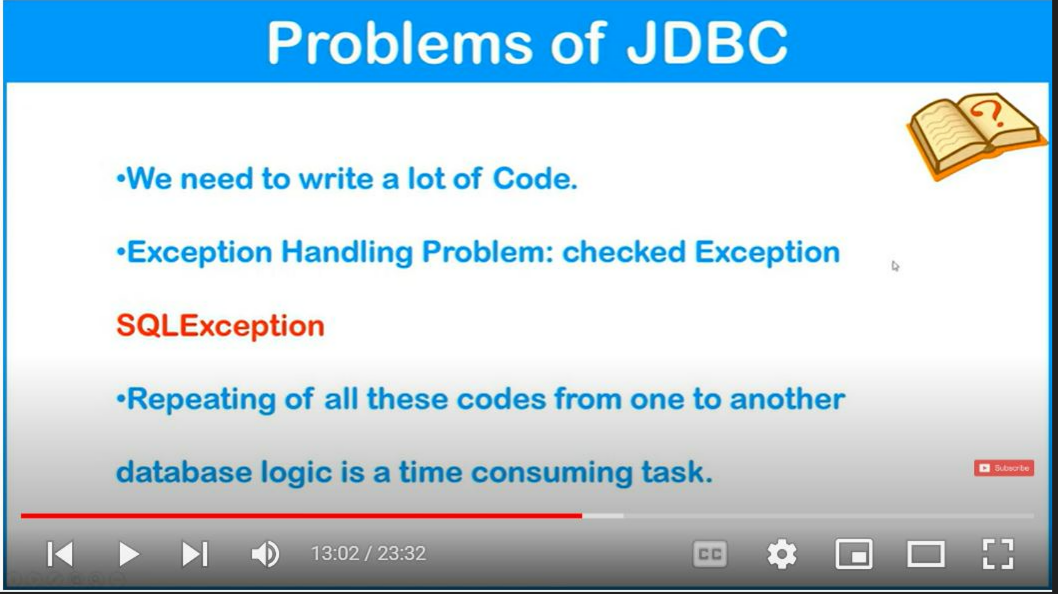 Problems of JDBC
•We need to write a lot of Code.
•Exception Handling Problem: checked Exception
SQLException
•Repeating of all these codes from one to another
database logic is a time consuming task.
Subscribe
13:02 / 23:32
CC